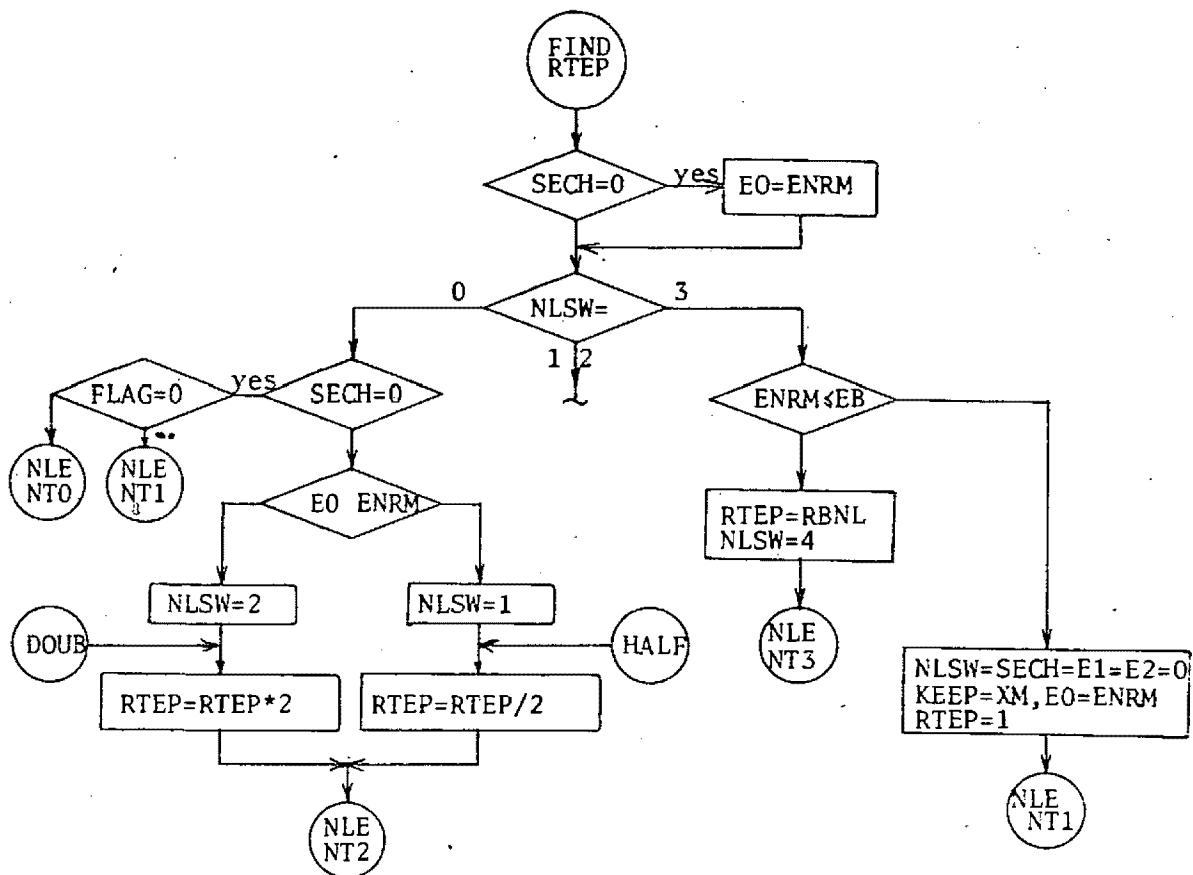 FIND
RTEP
SECH=0
yes
EO=ENRM
0
NLSW=
3
1 2
FLAG=0
yes
SECH=0
ENRM≤EB
NLE
NT0
NLE
NT1
EO ENRM
RTEP=RBNL
NLSW=4
NLSW=2
NLSW=1
DOUB
HALF
NLE
NT3
RTEP=RTEP*2
RTEP=RTEP/2
NLSW=SECH=E1=E2=0
KEEP=XM, EO=ENRM
RTEP=1
NLE
NT2
NLE
NT1